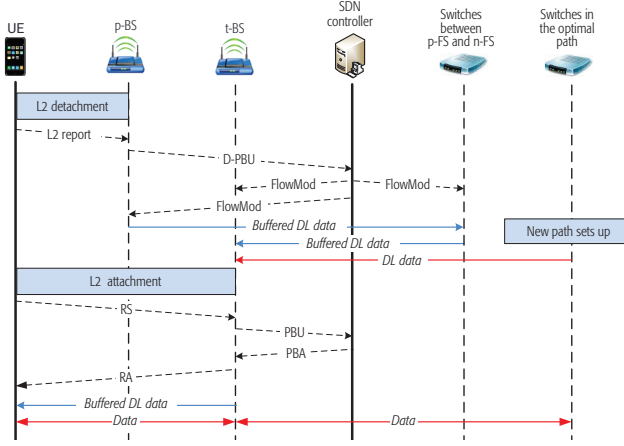 UE
p-BS
t-BS
SDN
controller
Switches
between
p-FS and n-FS
Switches in
the optimal
path
L2 detachment
L2 report
D-PBU
FlowMod
FlowMod
FlowMod
Buffered DL data
New path sets up
Buffered DL data
DL data
L2 attachment
RS
PBU
PBA
RA
Buffered DL data
Data
Data